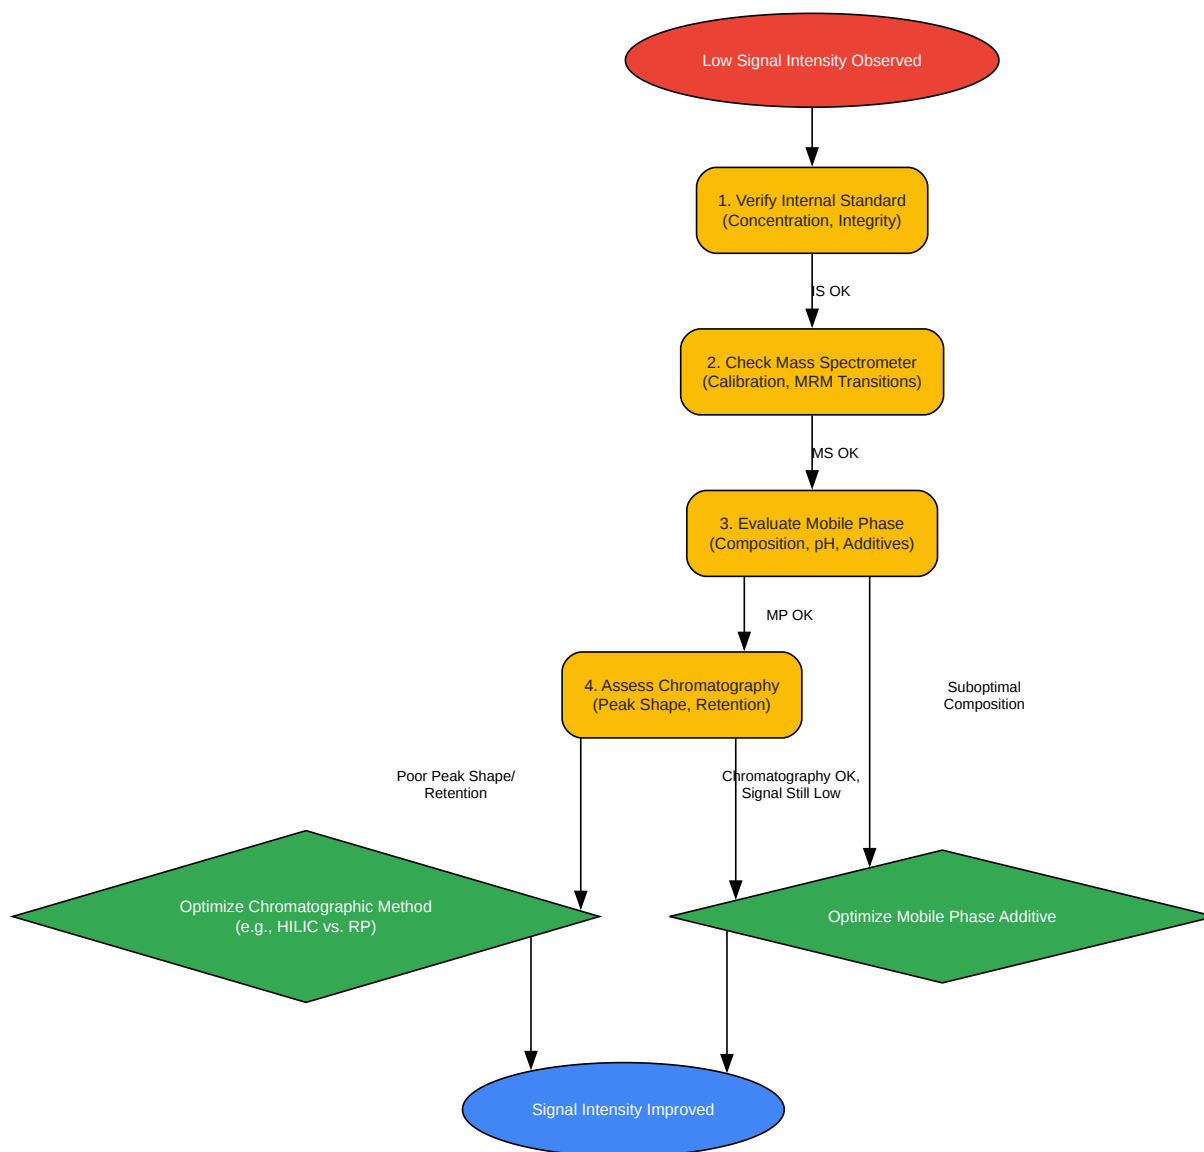 Low Signal Intensity Observed
1. Verify Internal Standard
(Concentration, Integrity)
IS OK
2. Check Mass Spectrometer
(Calibration, MRM Transitions)
MS OK
3. Evaluate Mobile Phase
(Composition, pH, Additives)
MP OK
4. Assess Chromatography
(Peak Shape, Retention)
Suboptimal
Composition
Poor Peak Shape/
Retention
Chromatography OK,
Signal Still Low
Optimize Chromatographic Method
(e.g., HILIC vs. RP)
Optimize Mobile Phase Additive
Signal Intensity Improved